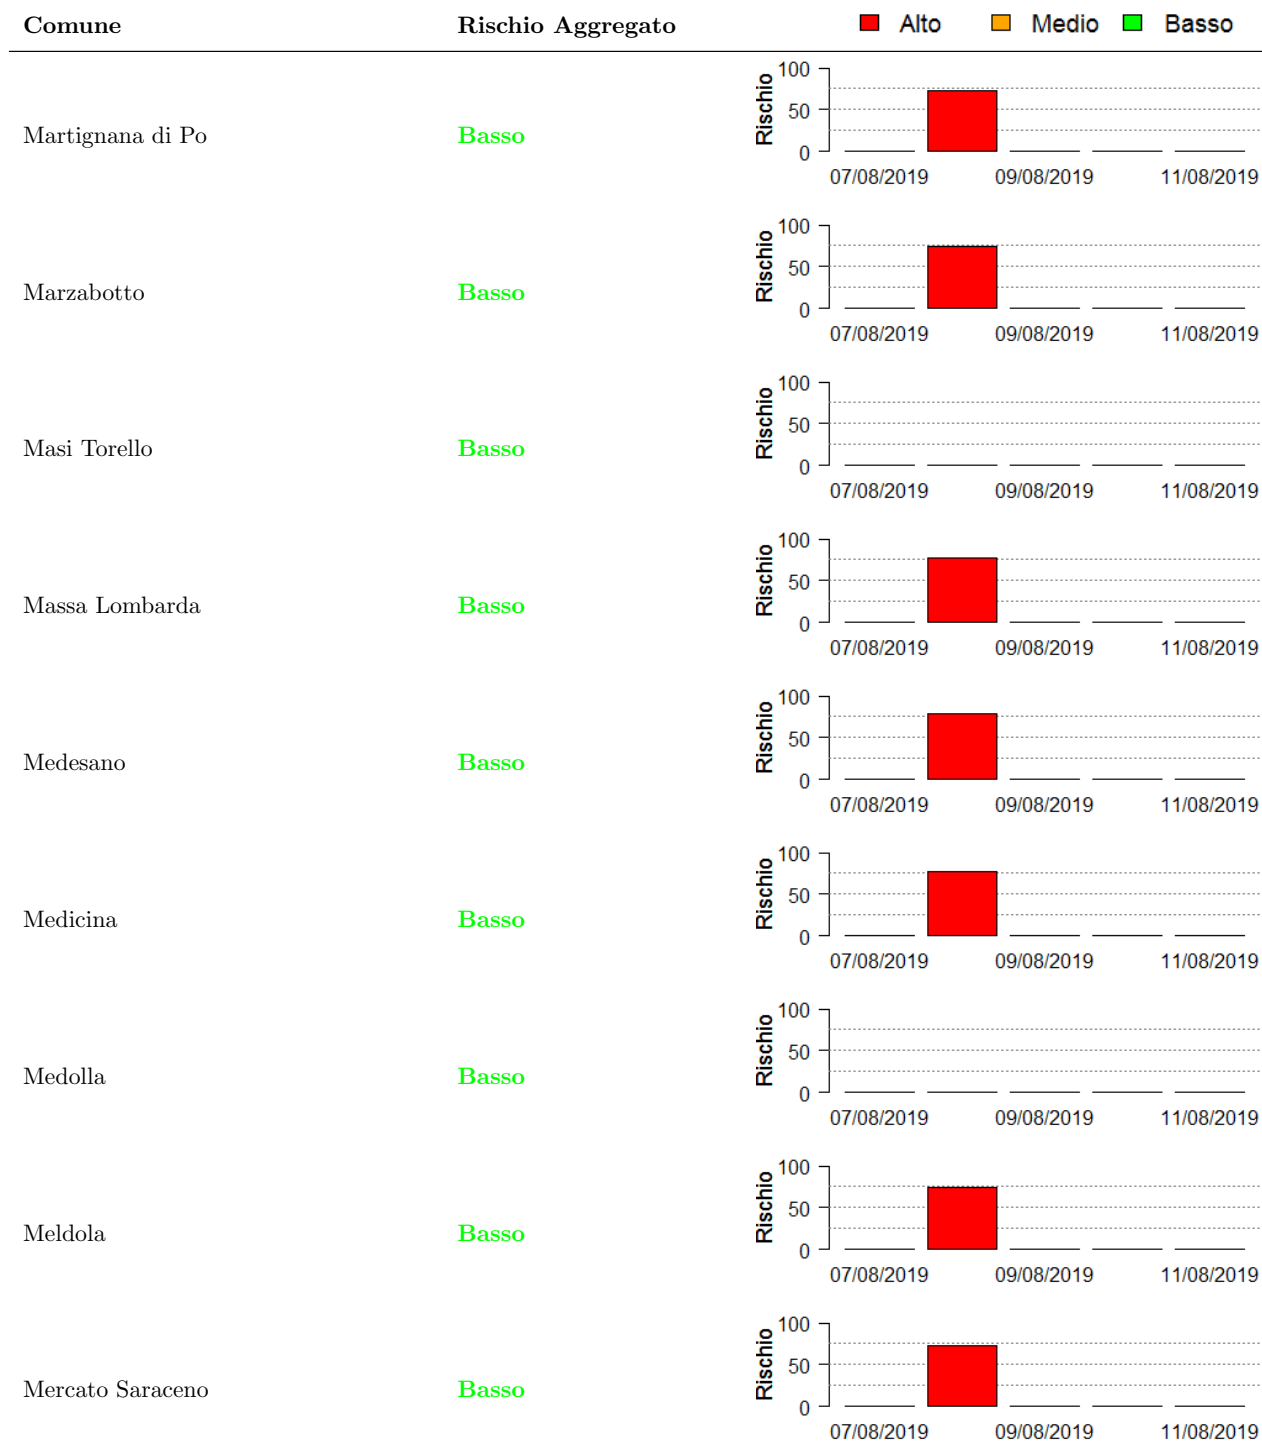 Comune Rischio Aggregato Alto Medio Basso
Martignana di Po Basso
Rischio
100
50
0
07/08/2019 09/08/2019 11/08/2019
Marzabotto Basso
Rischio
100
50
0
07/08/2019 09/08/2019 11/08/2019
Masi Torello Basso
Rischio
100
50
0
07/08/2019 09/08/2019 11/08/2019
Massa Lombarda Basso
Rischio
100
50
0
07/08/2019 09/08/2019 11/08/2019
Medesano Basso
Rischio
100
50
0
07/08/2019 09/08/2019 11/08/2019
Medicina Basso
Rischio
100
50
0
07/08/2019 09/08/2019 11/08/2019
Medolla Basso
Rischio
100
50
0
07/08/2019 09/08/2019 11/08/2019
Meldola Basso
Rischio
100
50
0
07/08/2019 09/08/2019 11/08/2019
Mercato Saraceno Basso
Rischio
100
50
0
07/08/2019 09/08/2019 11/08/2019